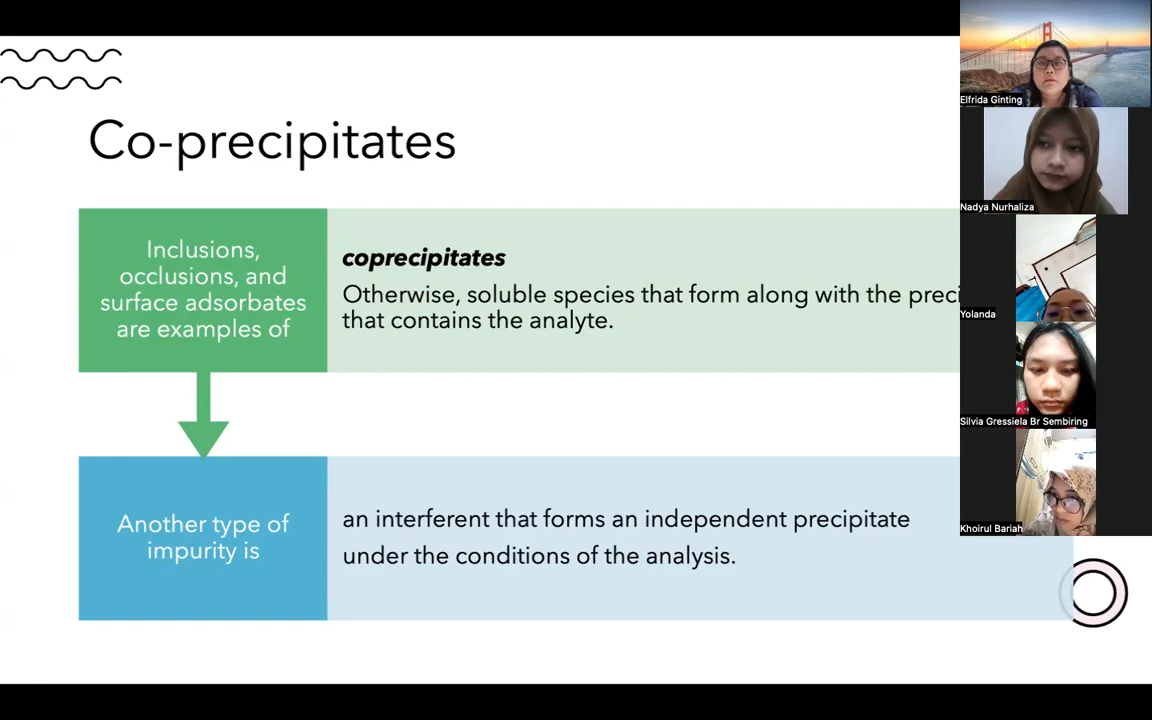 Co-precipitates
Inclusions,
occlusions, and
surface adsorbates
are examples of
coprecipitates
Otherwise, soluble species that form along with the
that contains the analyte.
Another type of
impurity is
an interferent that forms an independent precipitate
under the conditions of the analysis.
Elfrida Ginting
Nadya Nurhaliza
Yolanda
Silvia Gressiela Br Sembiring
Khoirul Bariah